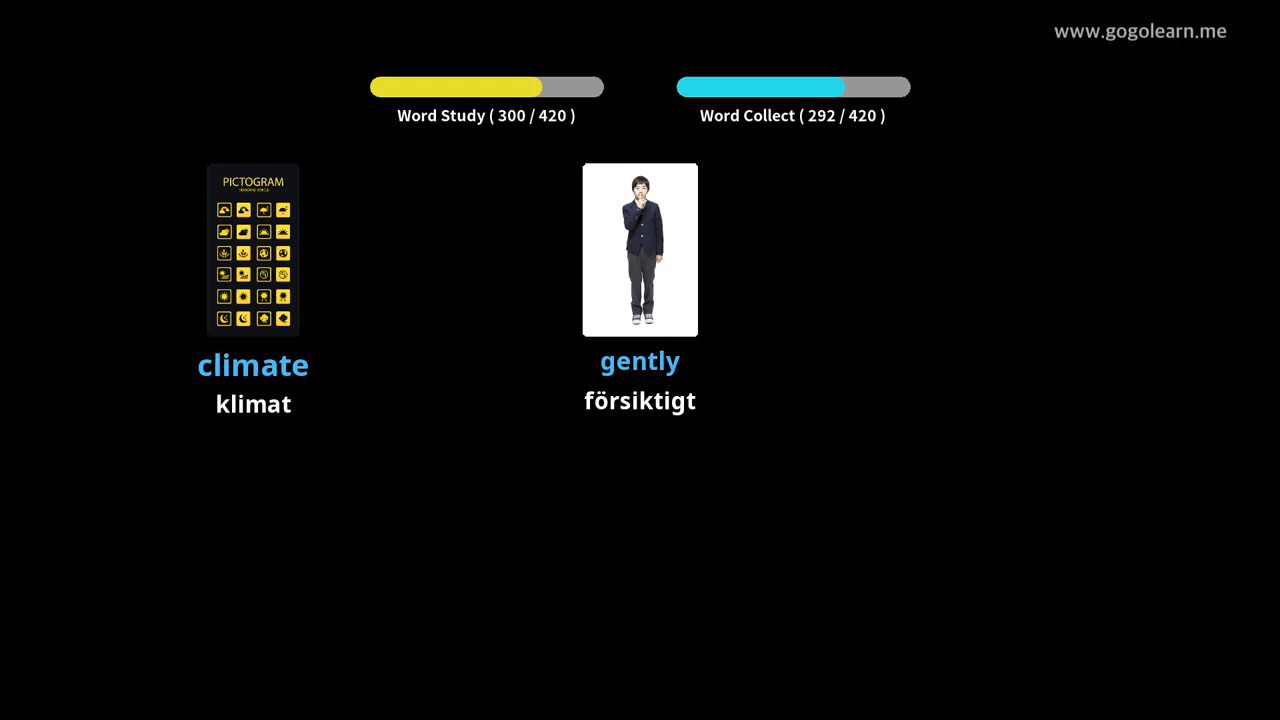 www.gogolearn.me
Word Study ( 300 / 420 )
Word Collect ( 292 / 420 )
PICTOGRAM
climate
klimat
gently
försiktigt